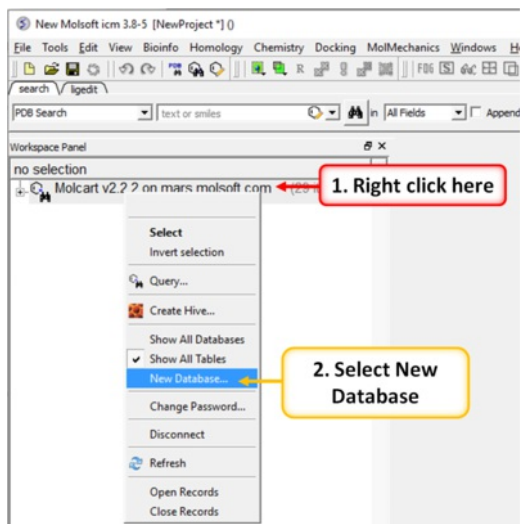 New Molsoft icm 3.8-5 [NewProject *] ()
File Tools Edit View Bioinfo Homology Chemistry Docking MolMechanics Windows H
search ligedit
PDB Search text or smiles in All Fields Append
Workspace Panel
no selection
Molcart v2.2.2 on mars.molsoft.com
1. Right click here
Select
Invert selection
Query...
Create Hive...
Show All Databases
Show All Tables
New Database...
2. Select New
Database
Change Password...
Disconnect
Refresh
Open Records
Close Records